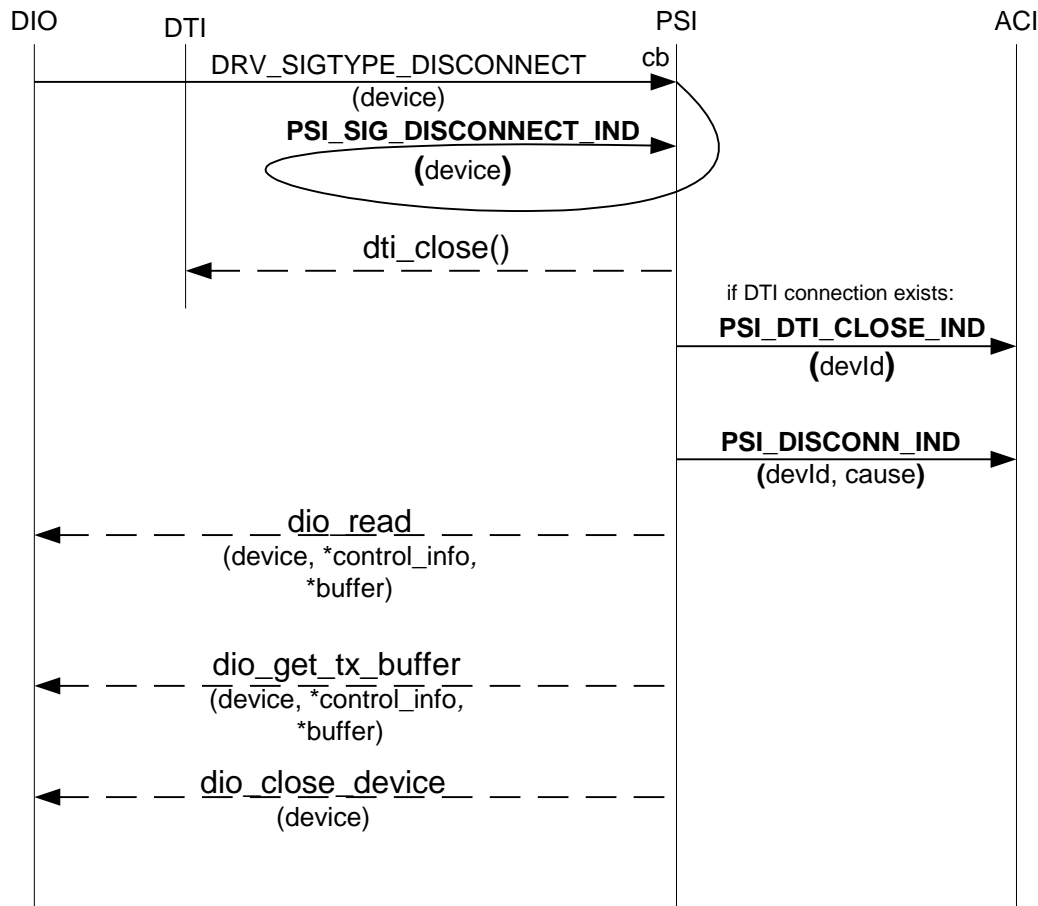 DIO DTI PSI ACI
DRV_SIGTYPE_DISCONNECT cb
(device)
PSI_SIG_DISCONNECT_IND
(device)
dti_close()
if DTI connection exists:
PSI_DTI_CLOSE_IND
(devId)
PSI_DISCONN_IND
(devId, cause)
dio_read
(device, *control_info,
*buffer)
dio_get_tx_buffer
(device, *control_info,
*buffer)
dio_close_device
(device)